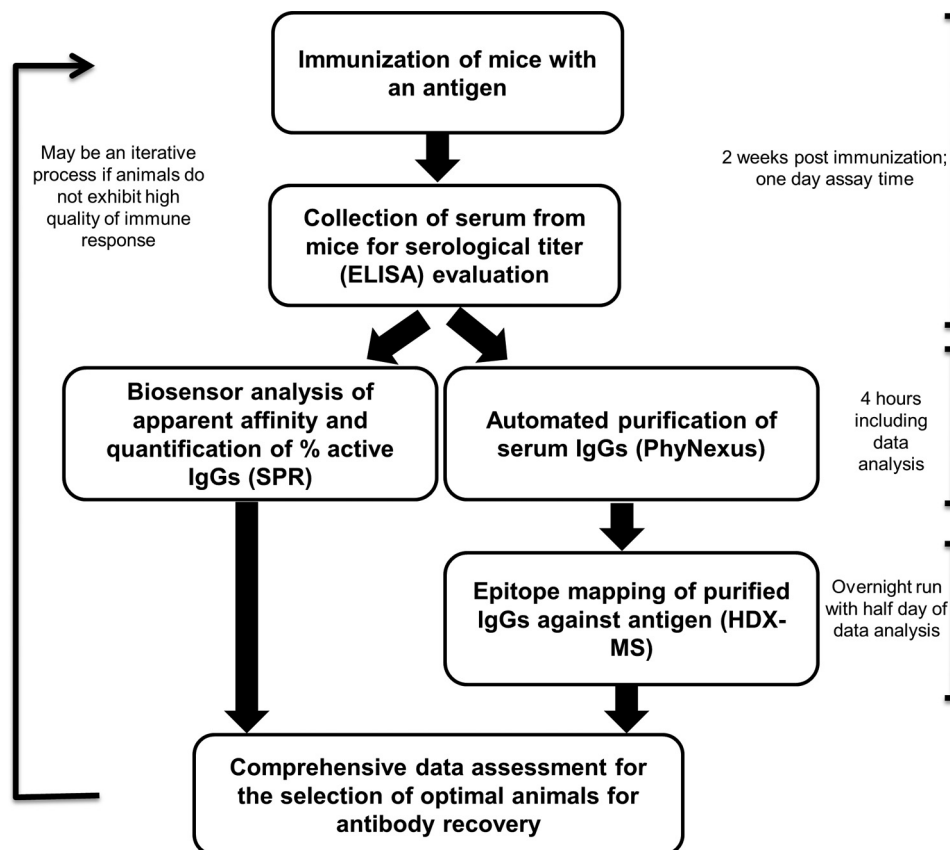 Immunization of mice with
an antigen
May be an iterative
process if animals do
not exhibit high
quality of immune
response
2 weeks post immunization;
one day assay time
Collection of serum from
mice for serological titer
(ELISA) evaluation
Biosensor analysis of
apparent affinity and
quantification of % active
IgGs (SPR)
Automated purification of
serum IgGs (PhyNexus)
4 hours
including
data
analysis
Epitope mapping of purified
IgGs against antigen (HDX-
MS)
Overnight run
with half day of
data analysis
Comprehensive data assessment for
the selection of optimal animals for
antibody recovery